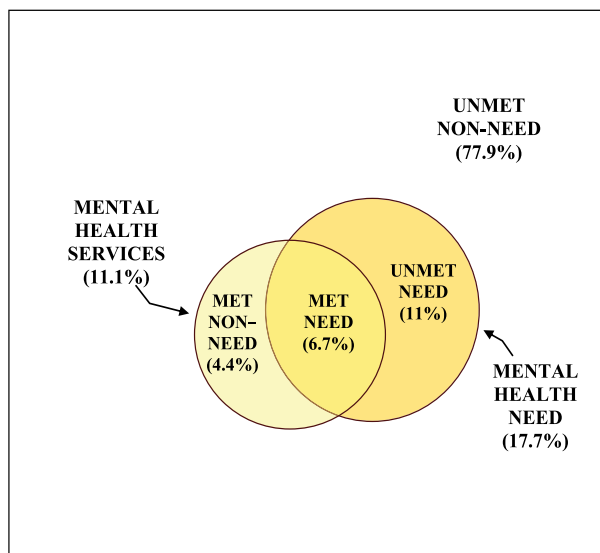 UNMET
NON-NEED
(77.9%)
MENTAL
HEALTH
SERVICES
(11.1%)
MET
NON–
NEED
(4.4%)
MET
NEED
(6.7%)
UNMET
NEED
(11%)
MENTAL
HEALTH
NEED
(17.7%)